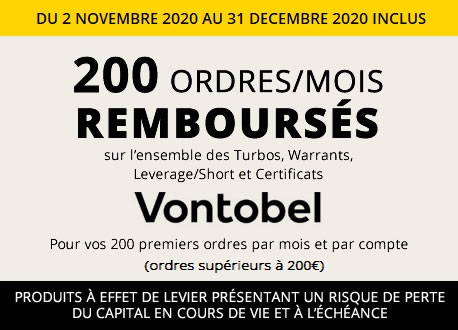 DU 2 NOVEMBRE 2020 AU 31 DECEMBRE 2020 INCLUS
200 ORDRES/MOIS
REMBOURSÉS
sur l’ensemble des Turbos, Warrants,
Leverage/Short et Certificats
Vontobel
Pour vos 200 premiers ordres par mois et par compte
(ordres supérieurs à 200€)
PRODUITS À EFFET DE LEVIER PRÉSENTANT UN RISQUE DE PERTE
DU CAPITAL EN COURS DE VIE ET À L’ÉCHÉANCE